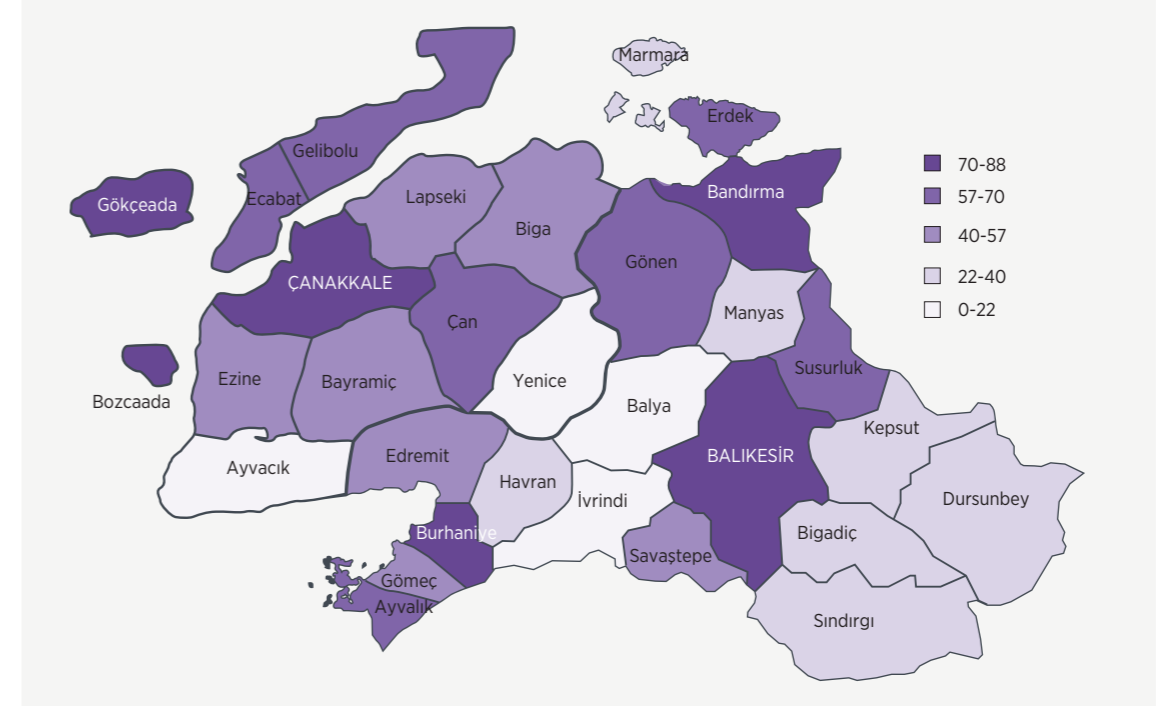 Marmara
Erdek
Gelibolu
70-88
Bandırma
57-70
Lapseki
Ecabat
Gökçeada
Biga
40-57
Gönen
22-40
ÇANAKKALE
0-22
Manyas
Çan
Susurluk
Ezine
Yenice
Bayramiç
Bozcaada
Balya
Kepsut
Edremit
BALIKESİR
Ayvacık
Havran
Dursunbey
İvrindi
Burhaniye
Bigadiç
Savaştepe
Gömeç
Ayvalık
Sındırgı